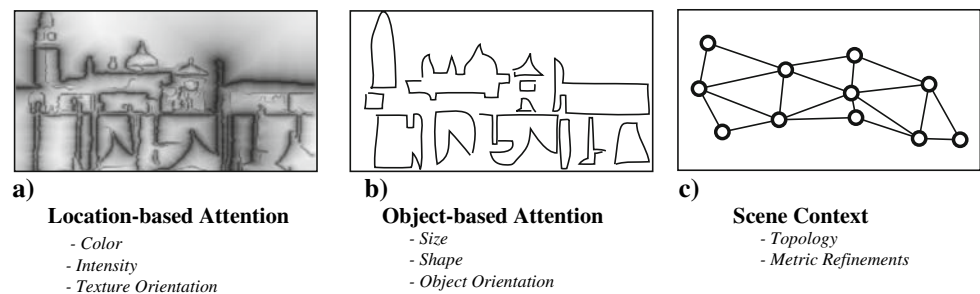 a)
Location-based Attention
- Color
- Intensity
- Texture Orientation
b)
Object-based Attention
- Size
- Shape
- Object Orientation
c)
Scene Context
- Topology
- Metric Refinements